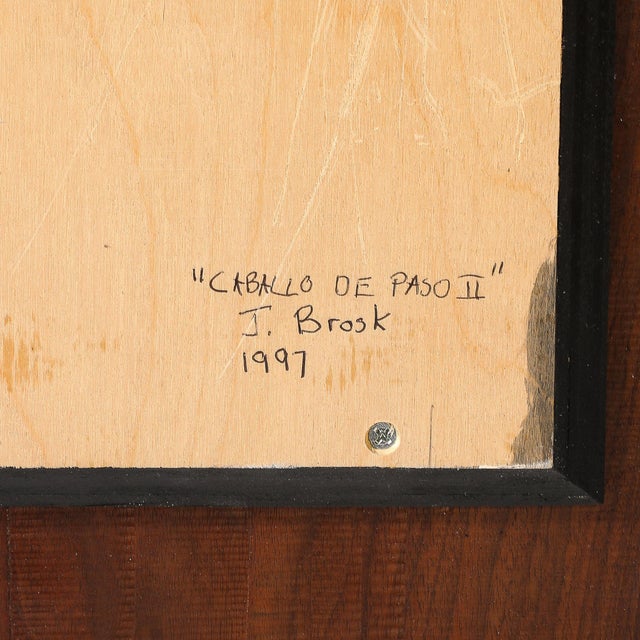 "CABALLO DE PASO II"
J. Brosk
1997